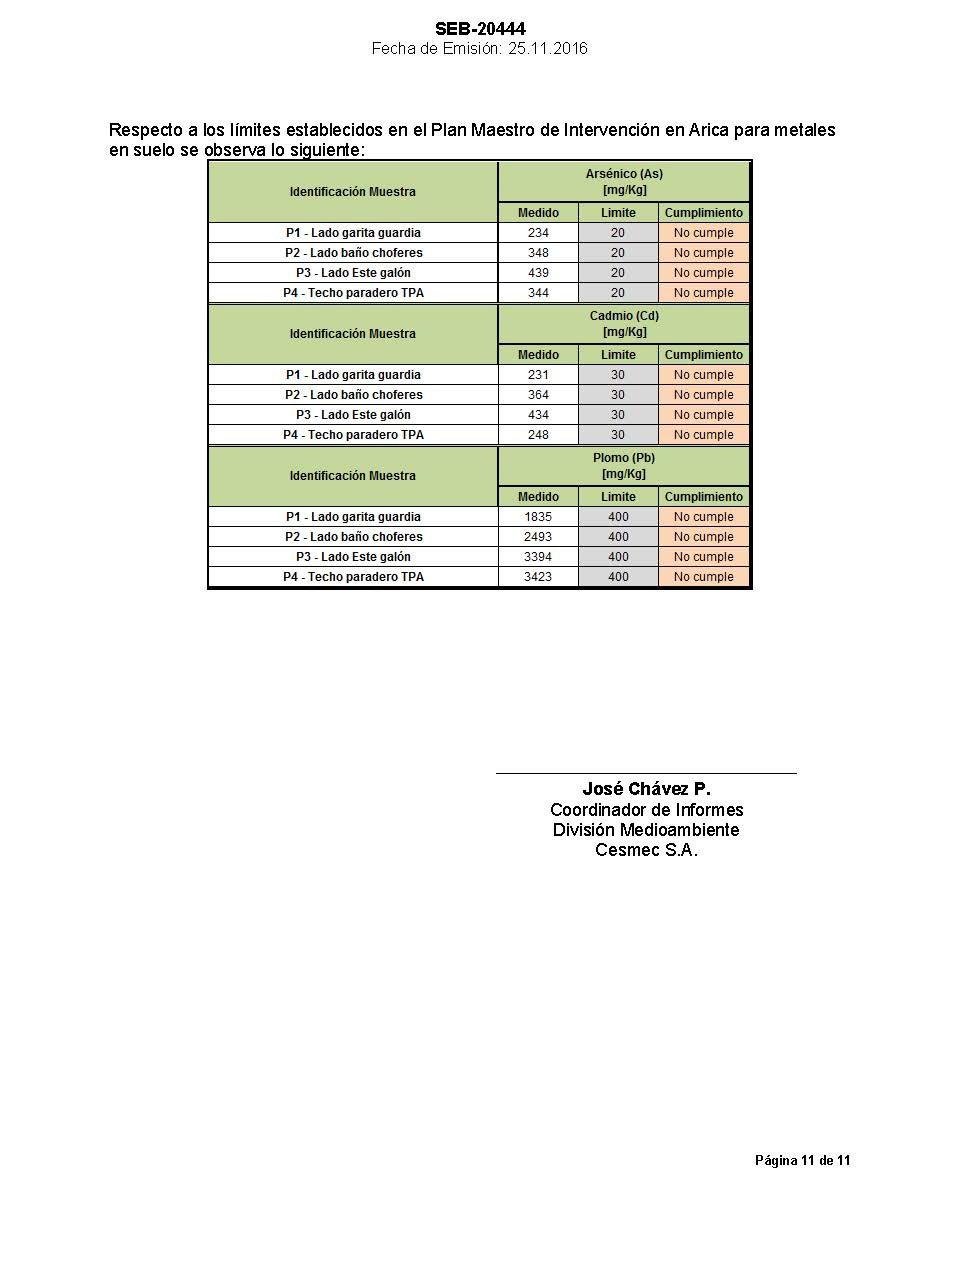 SEB-20444
Fecha de Emisión: 25.11.2016
Respecto a los límites establecidos en el Plan Maestro de Intervención en Arica para metales
en suelo se observa lo siguiente:
Identificación Muestra
Arsénico (As)
[mg/Kg]
Medido Limite Cumplimiento
P1 - Lado garita guardia 234 20 No cumple
P2 - Lado baño choferes 348 20 No cumple
P3 - Lado Este galón 439 20 No cumple
P4 - Techo paradero TPA 344 20 No cumple
Identificación Muestra
Cadmio (Cd)
[mg/Kg]
Medido Limite Cumplimiento
P1 - Lado garita guardia 231 30 No cumple
P2 - Lado baño choferes 364 30 No cumple
P3 - Lado Este galón 434 30 No cumple
P4 - Techo paradero TPA 248 30 No cumple
Identificación Muestra
Plomo (Pb)
[mg/Kg]
Medido Limite Cumplimiento
P1 - Lado garita guardia 1835 400 No cumple
P2 - Lado baño choferes 2493 400 No cumple
P3 - Lado Este galón 3394 400 No cumple
P4 - Techo paradero TPA 3423 400 No cumple
José Chávez P.
Coordinador de Informes
División Medioambiente
Cesmec S.A.
Página 11 de 11